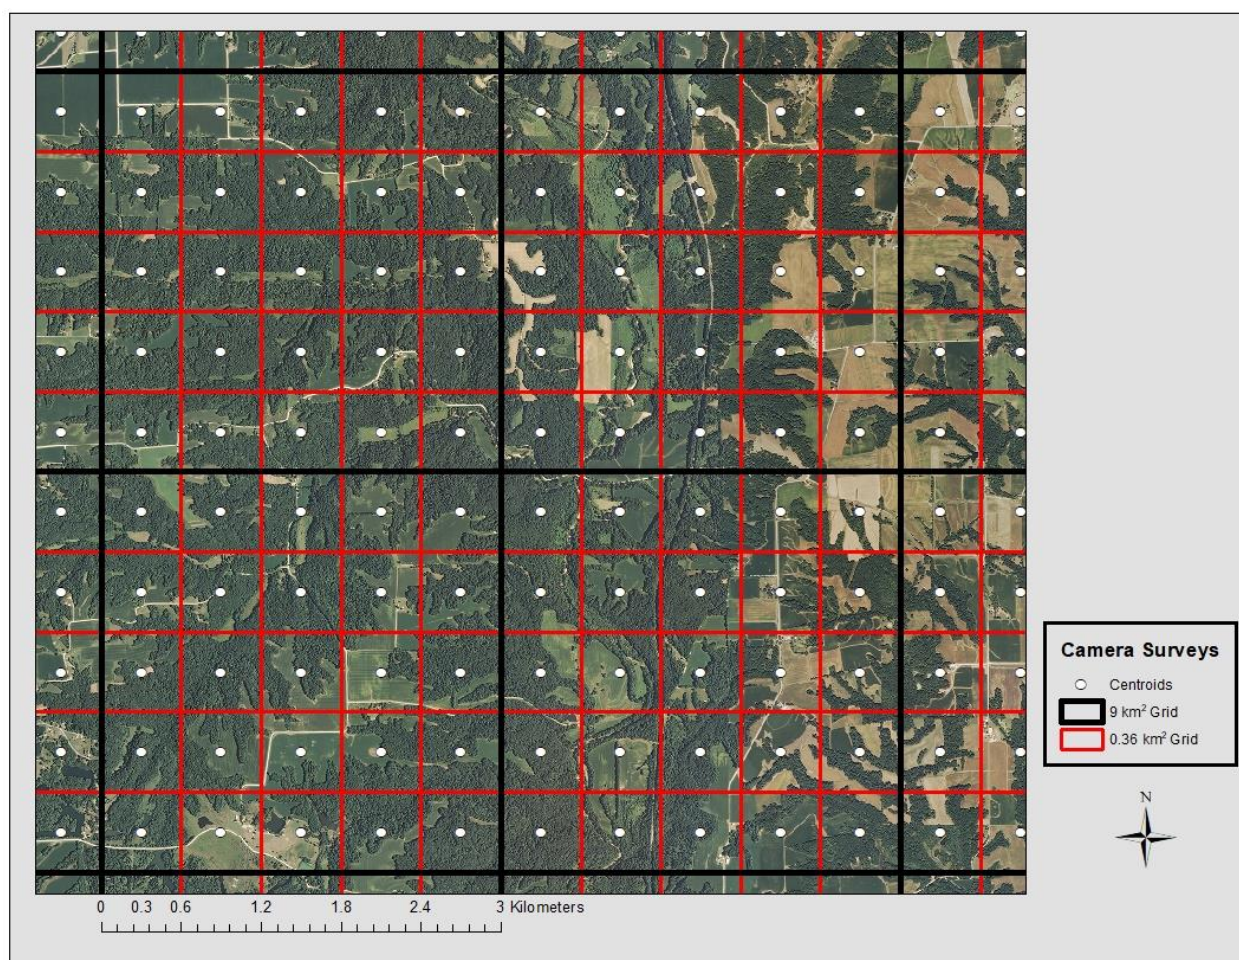 Camera Surveys
Centroids
9 km² Grid
0.36 km² Grid
N
0 0.3 0.6 1.2 1.8 2.4 3 Kilometers